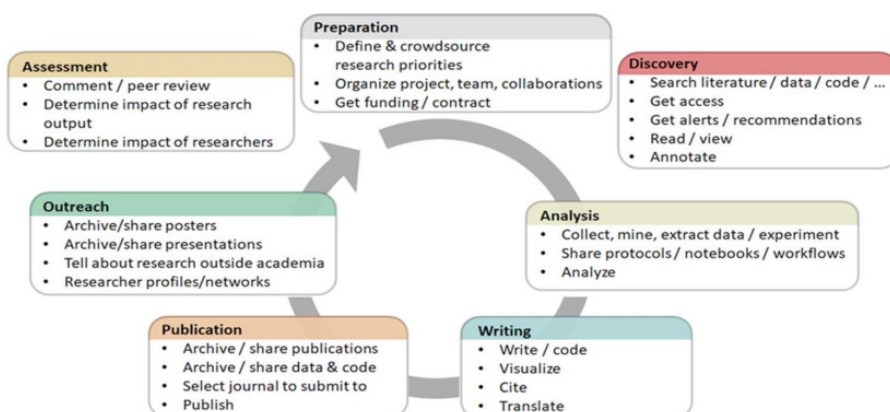 Preparation
• Define & crowdsource
research priorities
• Organize project, team, collaborations
• Get funding / contract
Discovery
• Search literature / data / code / ...
• Get access
• Get alerts / recommendations
• Read / view
• Annotate
Analysis
• Collect, mine, extract data / experiment
• Share protocols / notebooks / workflows
• Analyze
Writing
• Write / code
• Visualize
• Cite
• Translate
Publication
• Archive / share publications
• Archive / share data & code
• Select journal to submit to
• Publish
Outreach
• Archive/share posters
• Archive/share presentations
• Tell about research outside academia
• Researcher profiles/networks
Assessment
• Comment / peer review
• Determine impact of research
output
• Determine impact of researchers